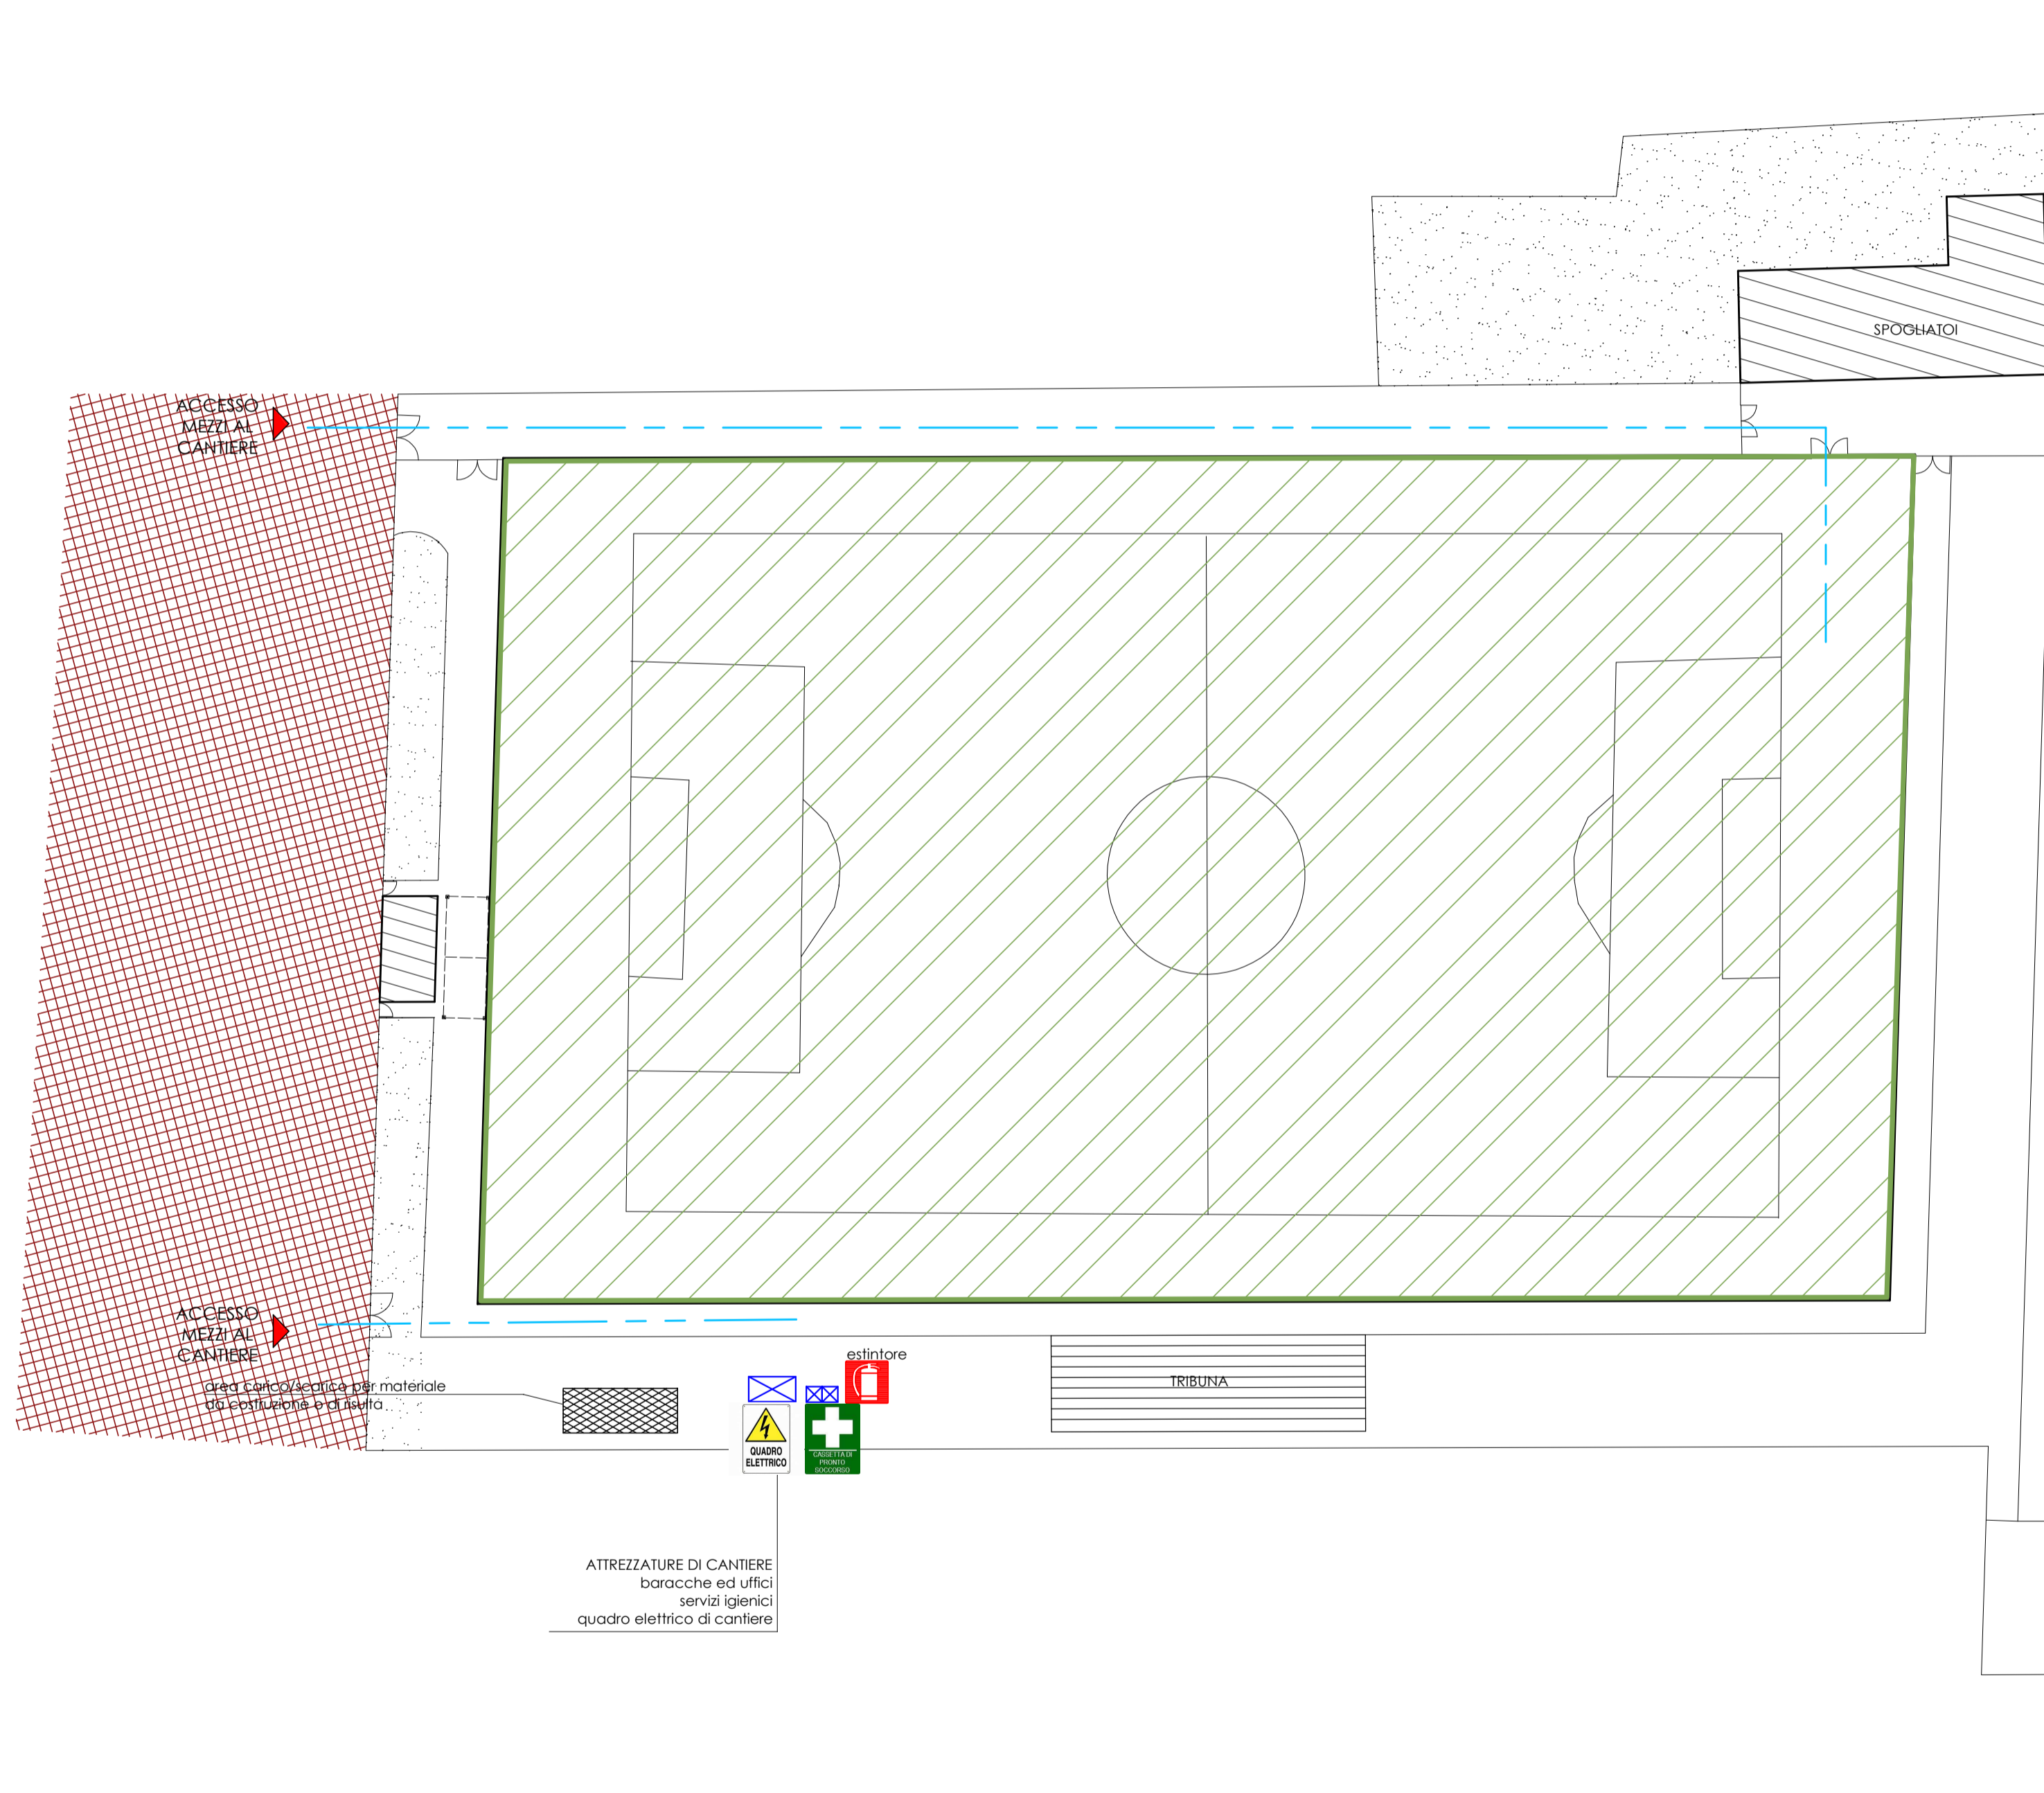 SPOGLIATOI
ACCESSO
MEZZI AL
CANTIERE
ACCESSO
MEZZI AL
CANTIERE
area carico/scarico per materiale
da costruzione o di risulta
estintore
TRIBUNA
QUADRO
ELETTRICO
CASSETTA DI
PRONTO
SOCCORSO
ATTREZZATURE DI CANTIERE
baracche ed uffici
servizi igienici
quadro elettrico di cantiere